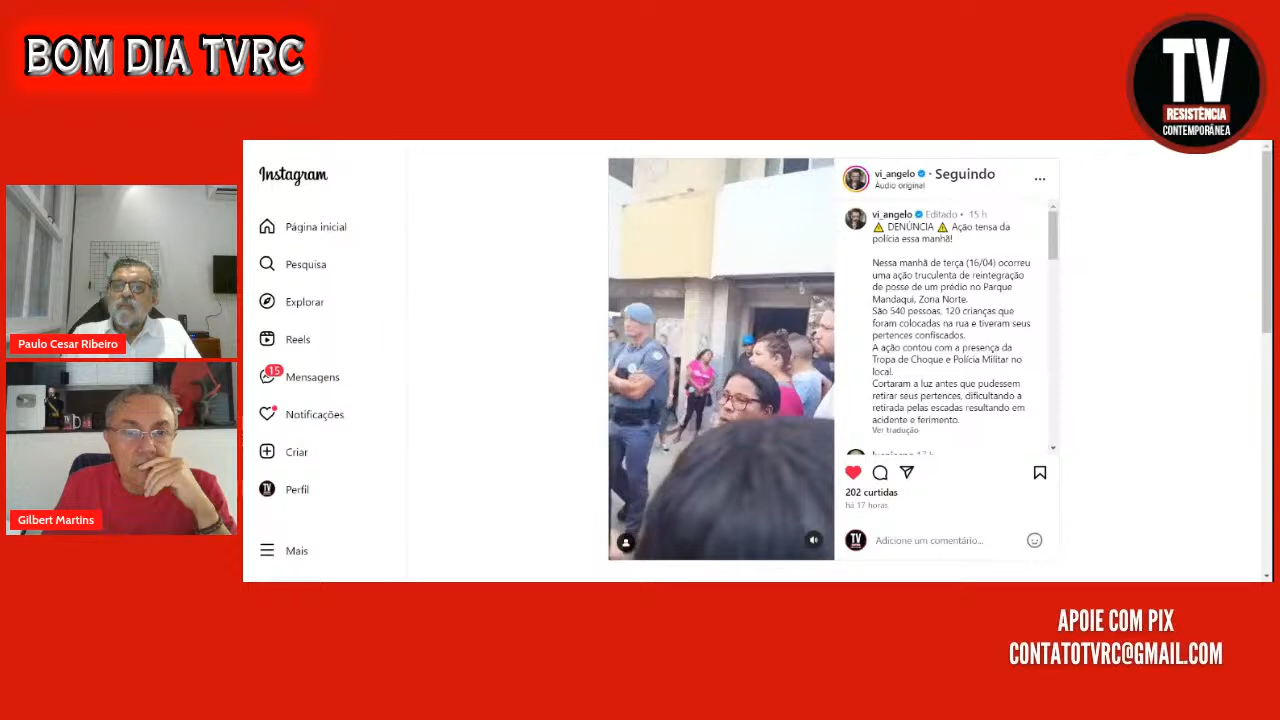 BOM DIA TVRC
TV
RESISTÊNCIA
CONTEMPORÂNEA
Paulo Cesar Ribeiro
Gilbert Martins
Instagram
Página inicial
Pesquisa
Explorar
Reels
15
Mensagens
Notificações
Criar
Perfil
Mais
vi_angelo • Seguindo
Áudio original
vi_angelo Editado • 15 h
⚠ DENÚNCIA ⚠ Ação tensa da
polícia essa manhã!
Nessa manhã de terça (16/04) ocorreu
uma ação truculenta de reintegração
de posse de um prédio no Parque
Mandaqui, Zona Norte.
São 540 pessoas, 120 crianças que
foram colocadas na rua e tiveram seus
pertences confiscados.
A ação contou com a presença da
Tropa de Choque e Polícia Militar no
local.
Cortaram a luz antes que pudessem
retirar seus pertences, dificultando a
retirada pelas escadas resultando em
acidente e ferimento.
Ver tradução
202 curtidas
há 17 horas
TV
Adicione um comentário...
APOIE COM PIX
CONTATOTVRC@GMAIL.COM